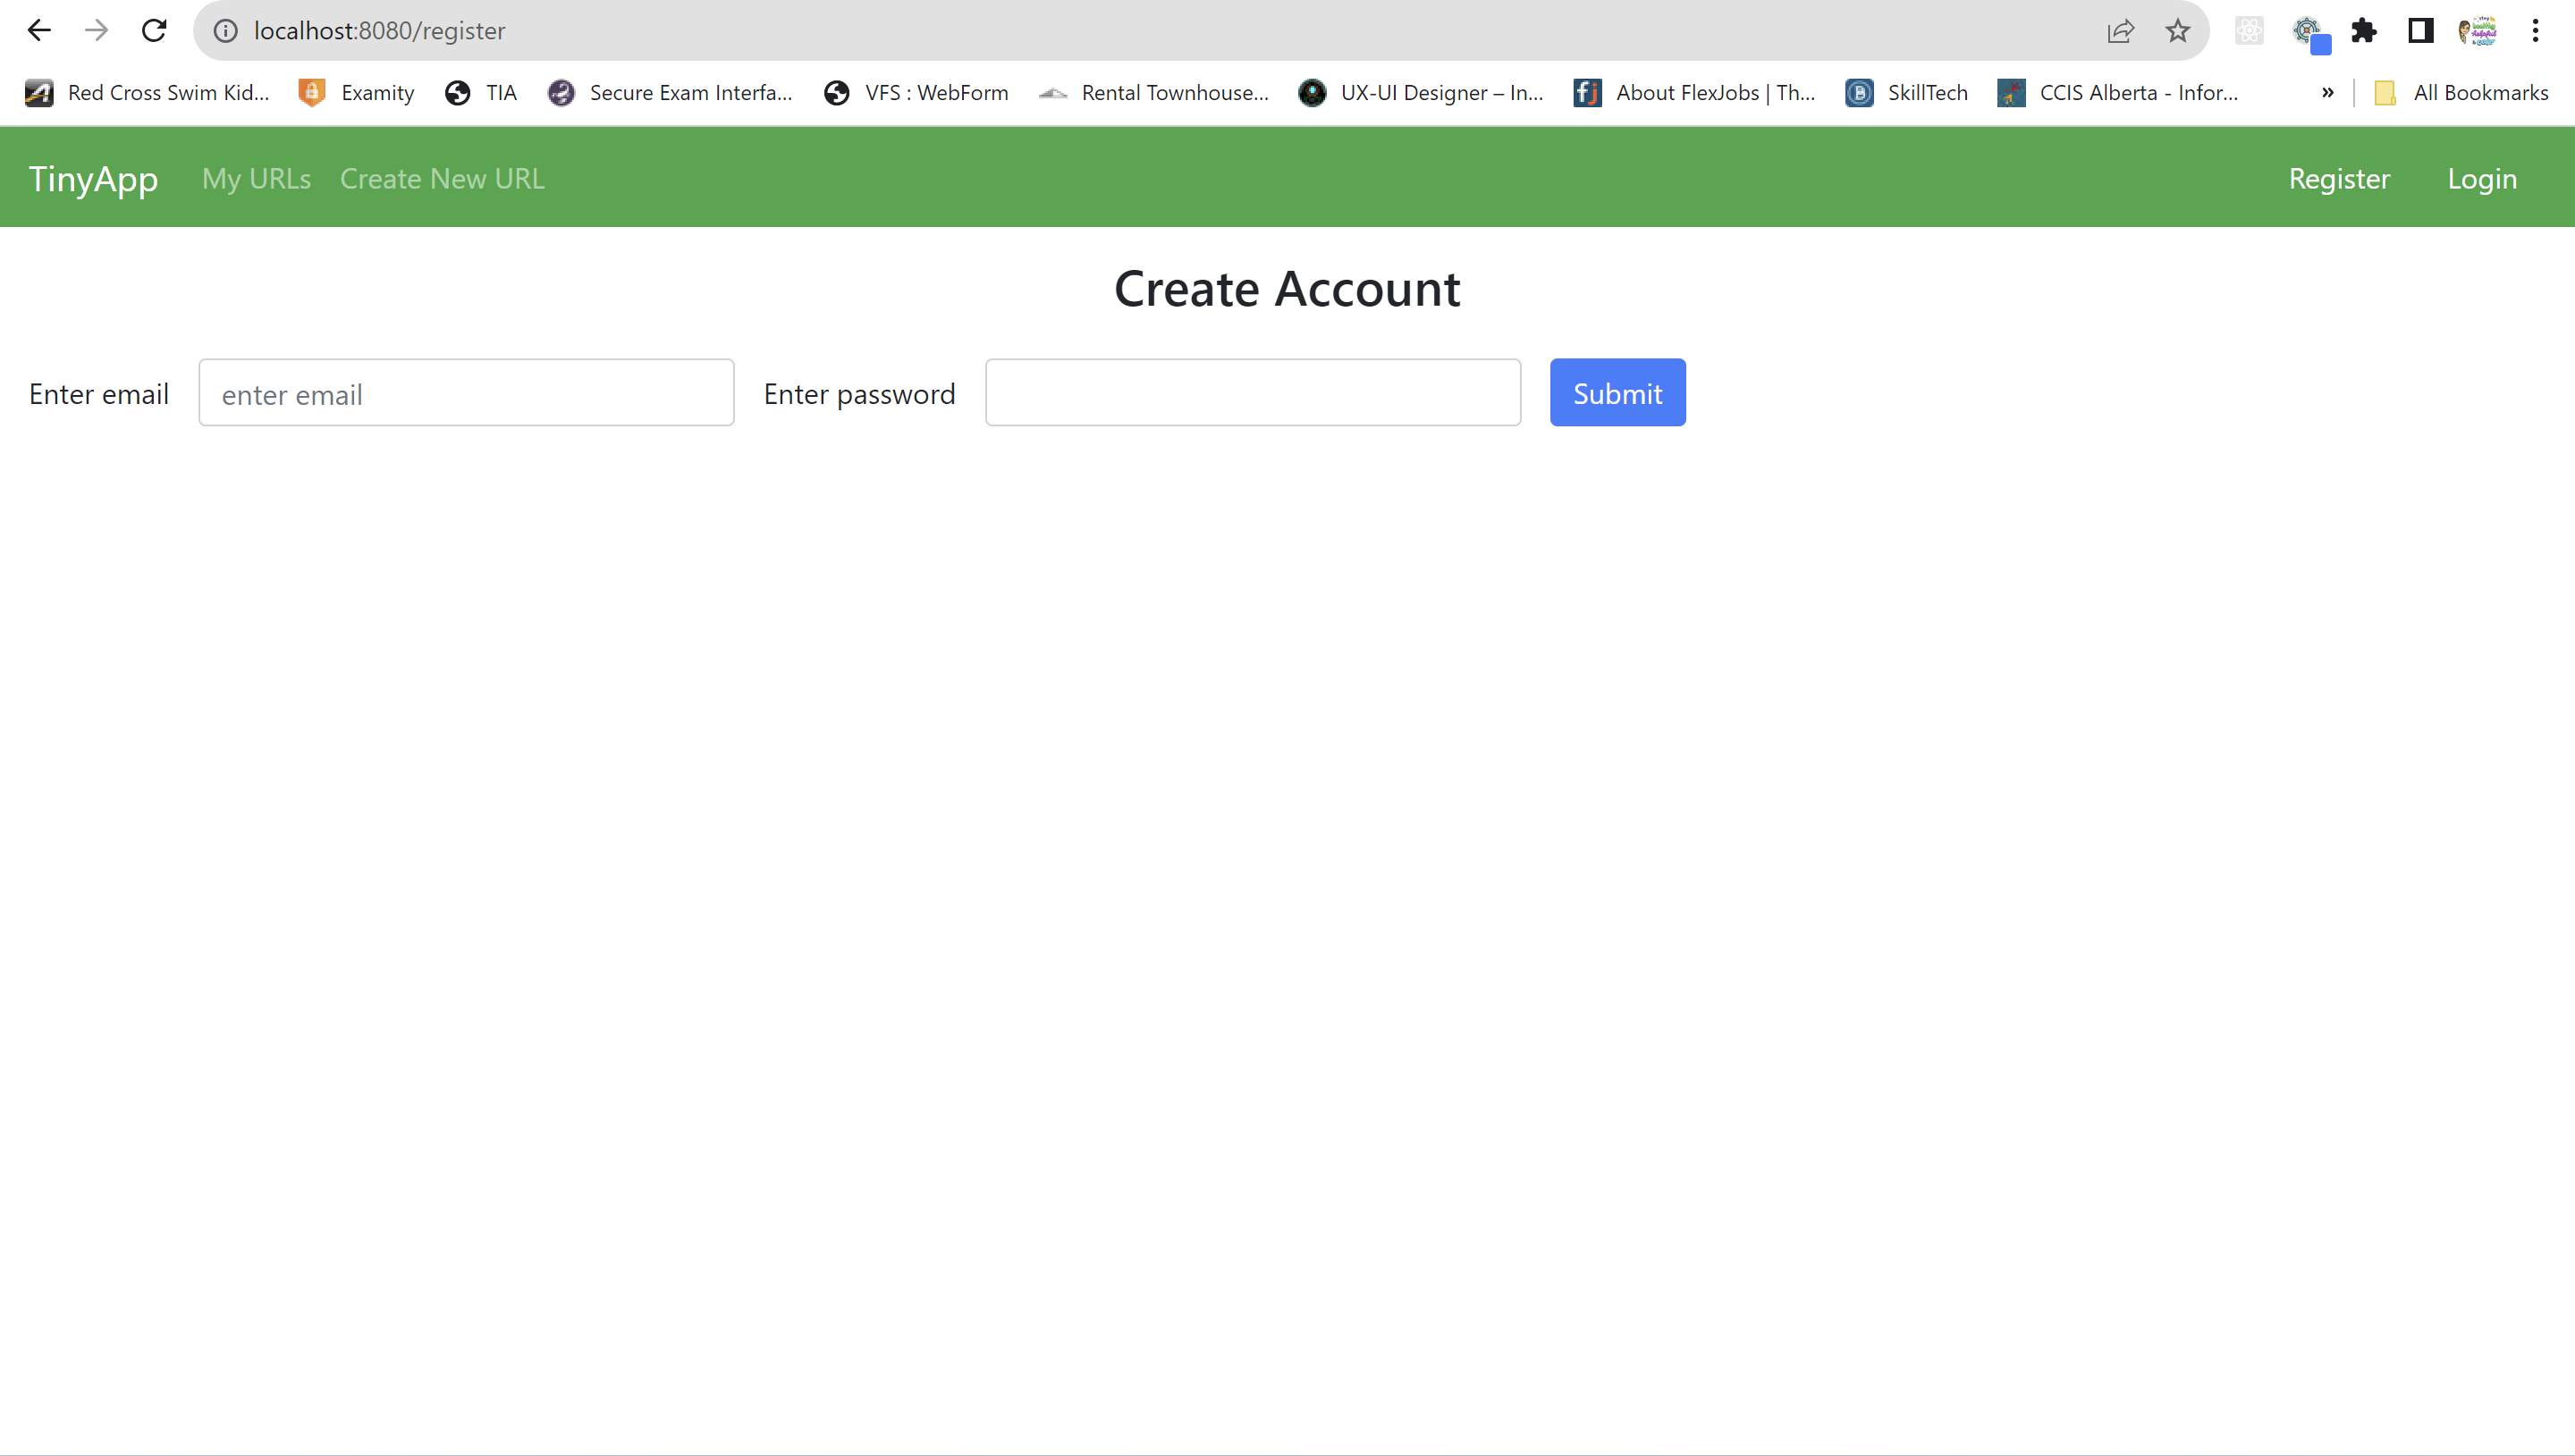 localhost:8080/register
Red Cross Swim Kid... Examity TIA Secure Exam Interfa... VFS : WebForm Rental Townhouse... UX-UI Designer – In... About FlexJobs | Th... SkillTech CCIS Alberta - Infor... » All Bookmarks
TinyApp My URLs Create New URL Register Login
Create Account
Enter email enter email Enter password Submit